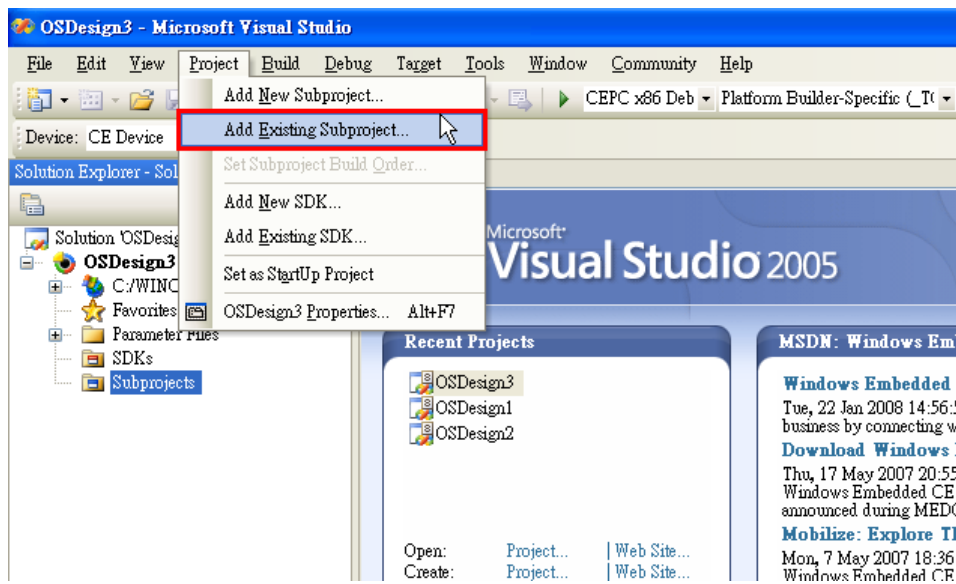 OSDesign3 - Microsoft Visual Studio
File Edit View Project Build Debug Target Tools Window Community Help
CEPC x86 Deb Platform Builder-Specific (_T
Device: CE Device
Add New Subproject...
Add Existing Subproject...
Set Subproject Build Order...
Add New SDK...
Add Existing SDK...
Set as StartUp Project
OSDesign3 Properties... Alt+F7
Solution Explorer - Sol
Solution 'OSDesig
OSDesign3
C:/WINC
Favorites
Parameter Files
SDKs
Subprojects
Microsoft
Visual Studio 2005
Recent Projects
OSDesign3
OSDesign1
OSDesign2
Open: Project... | Web Site...
Create: Project... | Web Site...
MSDN: Windows Em
Windows Embedded
Tue, 22 Jan 2008 14:56:
business by connecting w
Download Windows
Thu, 17 May 2007 20:55
Windows Embedded CE
announced during MEDC
Mobilize: Explore T
Mon, 7 May 2007 18:36
Windows Embedded CE